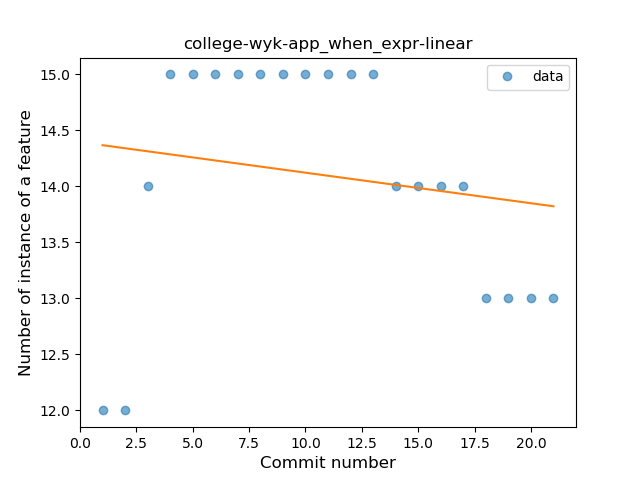 college-wyk-app_when_expr-linear
data
15.0
14.5
14.0
13.5
13.0
12.5
12.0
Number of instance of a feature
0.0 2.5 5.0 7.5 10.0 12.5 15.0 17.5 20.0
Commit number